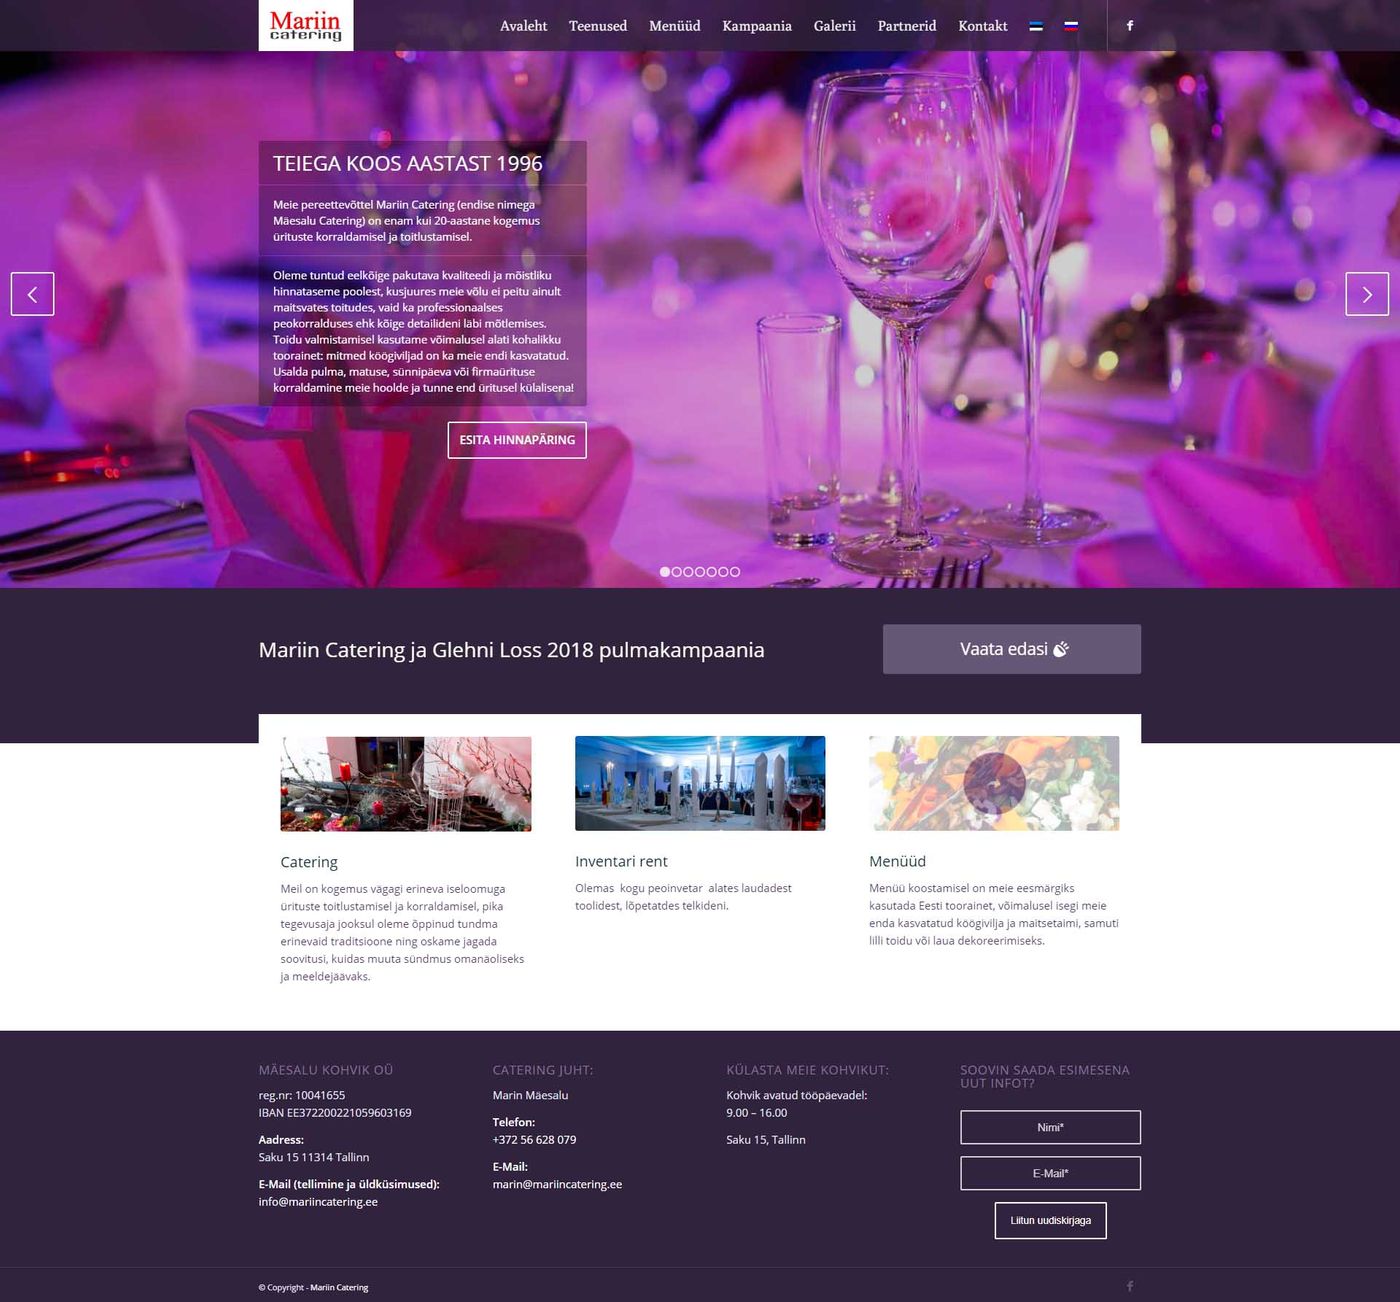 Mariin
catering
Avaleht Teenused Menüüd Kampaania Galerii Partnerid Kontakt
TEIEGA KOOS AASTAST 1996
Meie pereettevõttel Mariin Catering (endise nimega
Mäesalu Catering) on enam kui 20-aastane kogemus
ürituste korraldamisel ja toitlustamisel.
Oleme tuntud eelkõige pakutava kvaliteedi ja mõistliku
hinnataseme poolest, kusjuures meie võlu ei peitu ainult
maitsvates toitudes, vaid ka professionaalses
peokorralduses ehk kõige detailideni läbi mõtlemises.
Toidu valmistamisel kasutame võimalusel alati kohalikku
toorainet: mitmed köögiviljad on ka meie endi kasvatatud.
Usalda pulma, matuse, sünnipäeva või firmaürituse
korraldamine meie hoolde ja tunne end üritusel külalisena!
ESITA HINNAPÄRING
Mariin Catering ja Glehni Loss 2018 pulmakampaania
Vaata edasi
Catering
Meil on kogemus vägagi erineva iseloomuga
ürituste toitlustamisel ja korraldamisel, pika
tegevusaja jooksul oleme õppinud tundma
erinevaid traditsioone ning oskame jagada
soovitusi, kuidas muuta sündmus omanäoliseks
ja meeldejäävaks.
Inventari rent
Olemas kogu peoinvetar alates laudadest
toolidest, lõpetatdes telkideni.
Menüüd
Menüü koostamisel on meie eesmärgiks
kasutada Eesti toorainet, võimalusel isegi meie
enda kasvatatud köögivilja ja maitsetaimi, samuti
lilli toidu või laua dekoreerimiseks.
MÄESALU KOHVIK OÜ
reg.nr: 10041655
IBAN EE372200221059603169
Aadress:
Saku 15 11314 Tallinn
E-Mail (tellimine ja üldküsimused):
info@mariincatering.ee
CATERING JUHT:
Marin Mäesalu
Telefon:
+372 56 628 079
E-Mail:
marin@mariincatering.ee
KÜLASTA MEIE KOHVIKUT:
Kohvik avatud tööpäevadel:
9.00 – 16.00
Saku 15, Tallinn
SOOVIN SAADA ESIMESENA
UUT INFOT?
Nimi*
E-Mail*
Liitun uudiskirjaga
© Copyright - Mariin Catering